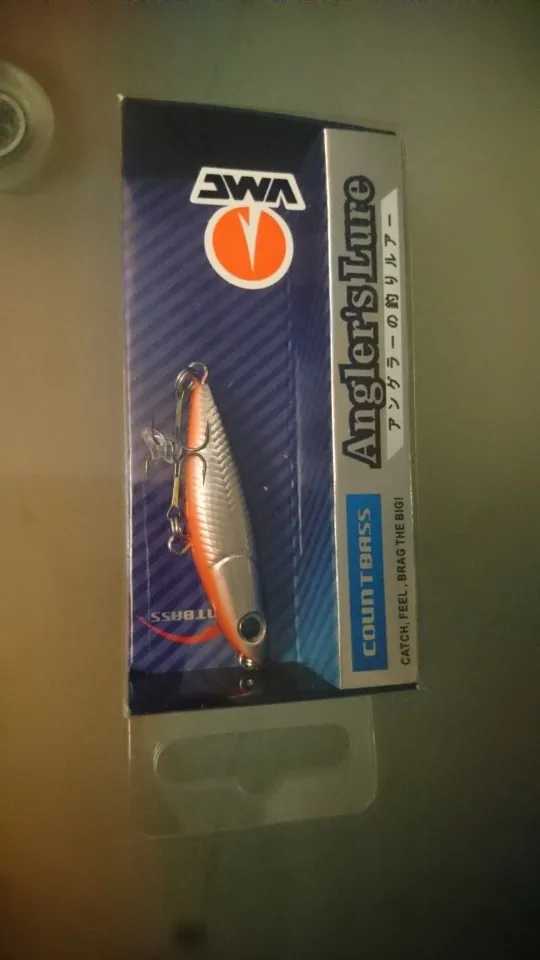 VMC
Angler's Lure
アングラーの釣りルアー
COUNTBASS
CATCH, FEEL, BRAG THE BIG!
NTBASS